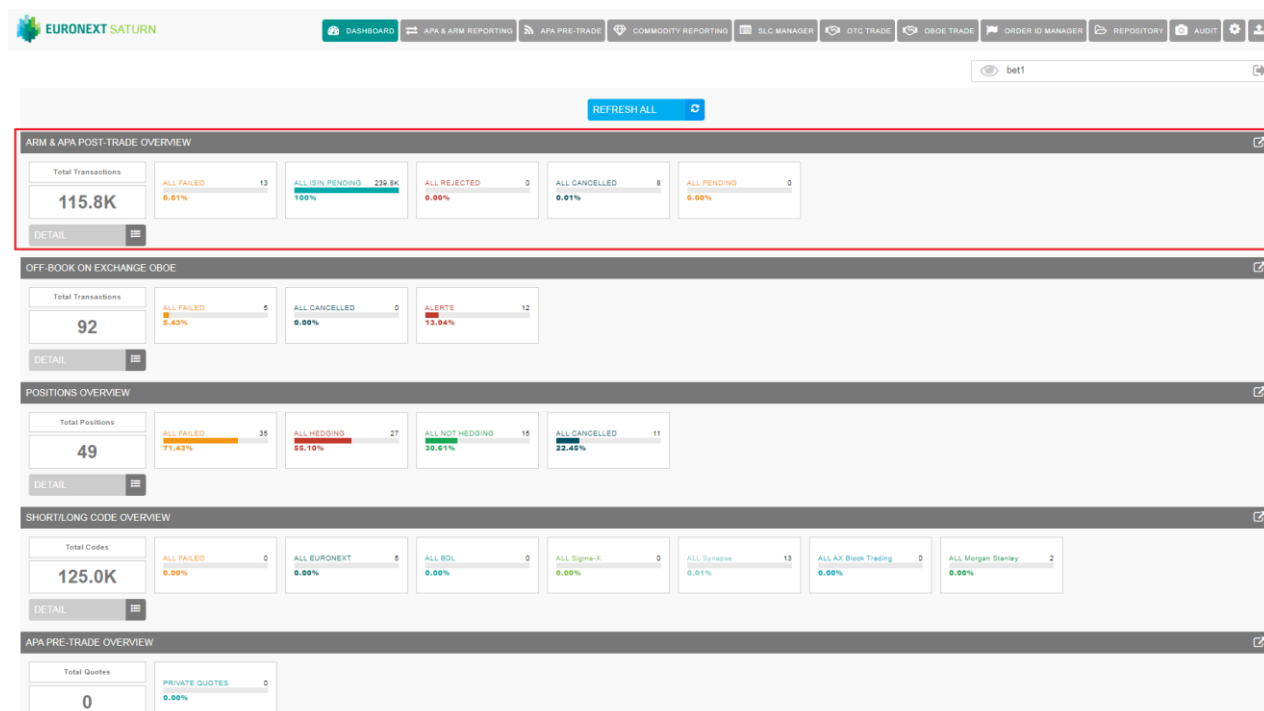 EURONEXT SATURN
DASHBOARD APA & ARM REPORTING APA PRE-TRADE COMMODITY REPORTING SLC MANAGER OTC TRADE OBOE TRADE ORDER ID MANAGER REPOSITORY AUDIT
bet1
REFRESH ALL
ARM & APA POST-TRADE OVERVIEW
Total Transactions
115.8K
DETAIL
ALL FAILED 13
0.01%
ALL ISIN PENDING 239.8K
100%
ALL REJECTED 0
0.00%
ALL CANCELLED 8
0.01%
ALL PENDING 0
0.00%
OFF-BOOK ON EXCHANGE OBOE
Total Transactions
92
DETAIL
ALL FAILED 5
5.43%
ALL CANCELLED 0
0.00%
ALERTS 12
13.04%
POSITIONS OVERVIEW
Total Positions
49
DETAIL
ALL FAILED 35
71.43%
ALL HEDGING 27
55.10%
ALL NOT HEDGING 15
30.61%
ALL CANCELLED 11
22.45%
SHORT/LONG CODE OVERVIEW
Total Codes
125.0K
DETAIL
ALL FAILED 0
0.00%
ALL EURONEXT 5
0.00%
ALL BDL 0
0.00%
ALL Sigma-X 0
0.00%
ALL Synapse 13
0.01%
ALL AX Block Trading 0
0.00%
ALL Morgan Stanley 2
0.00%
APA PRE-TRADE OVERVIEW
Total Quotes
0
PRIVATE QUOTES 0
0.00%